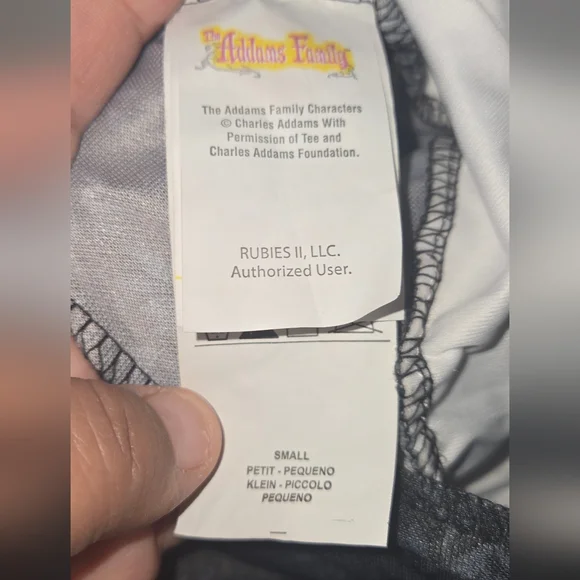 The Addams Family
The Addams Family Characters
© Charles Addams With
Permission of Tee and
Charles Addams Foundation.
RUBIES II, LLC.
Authorized User.
SMALL
PETIT - PEQUENO
KLEIN - PICCOLO
PEQUENO